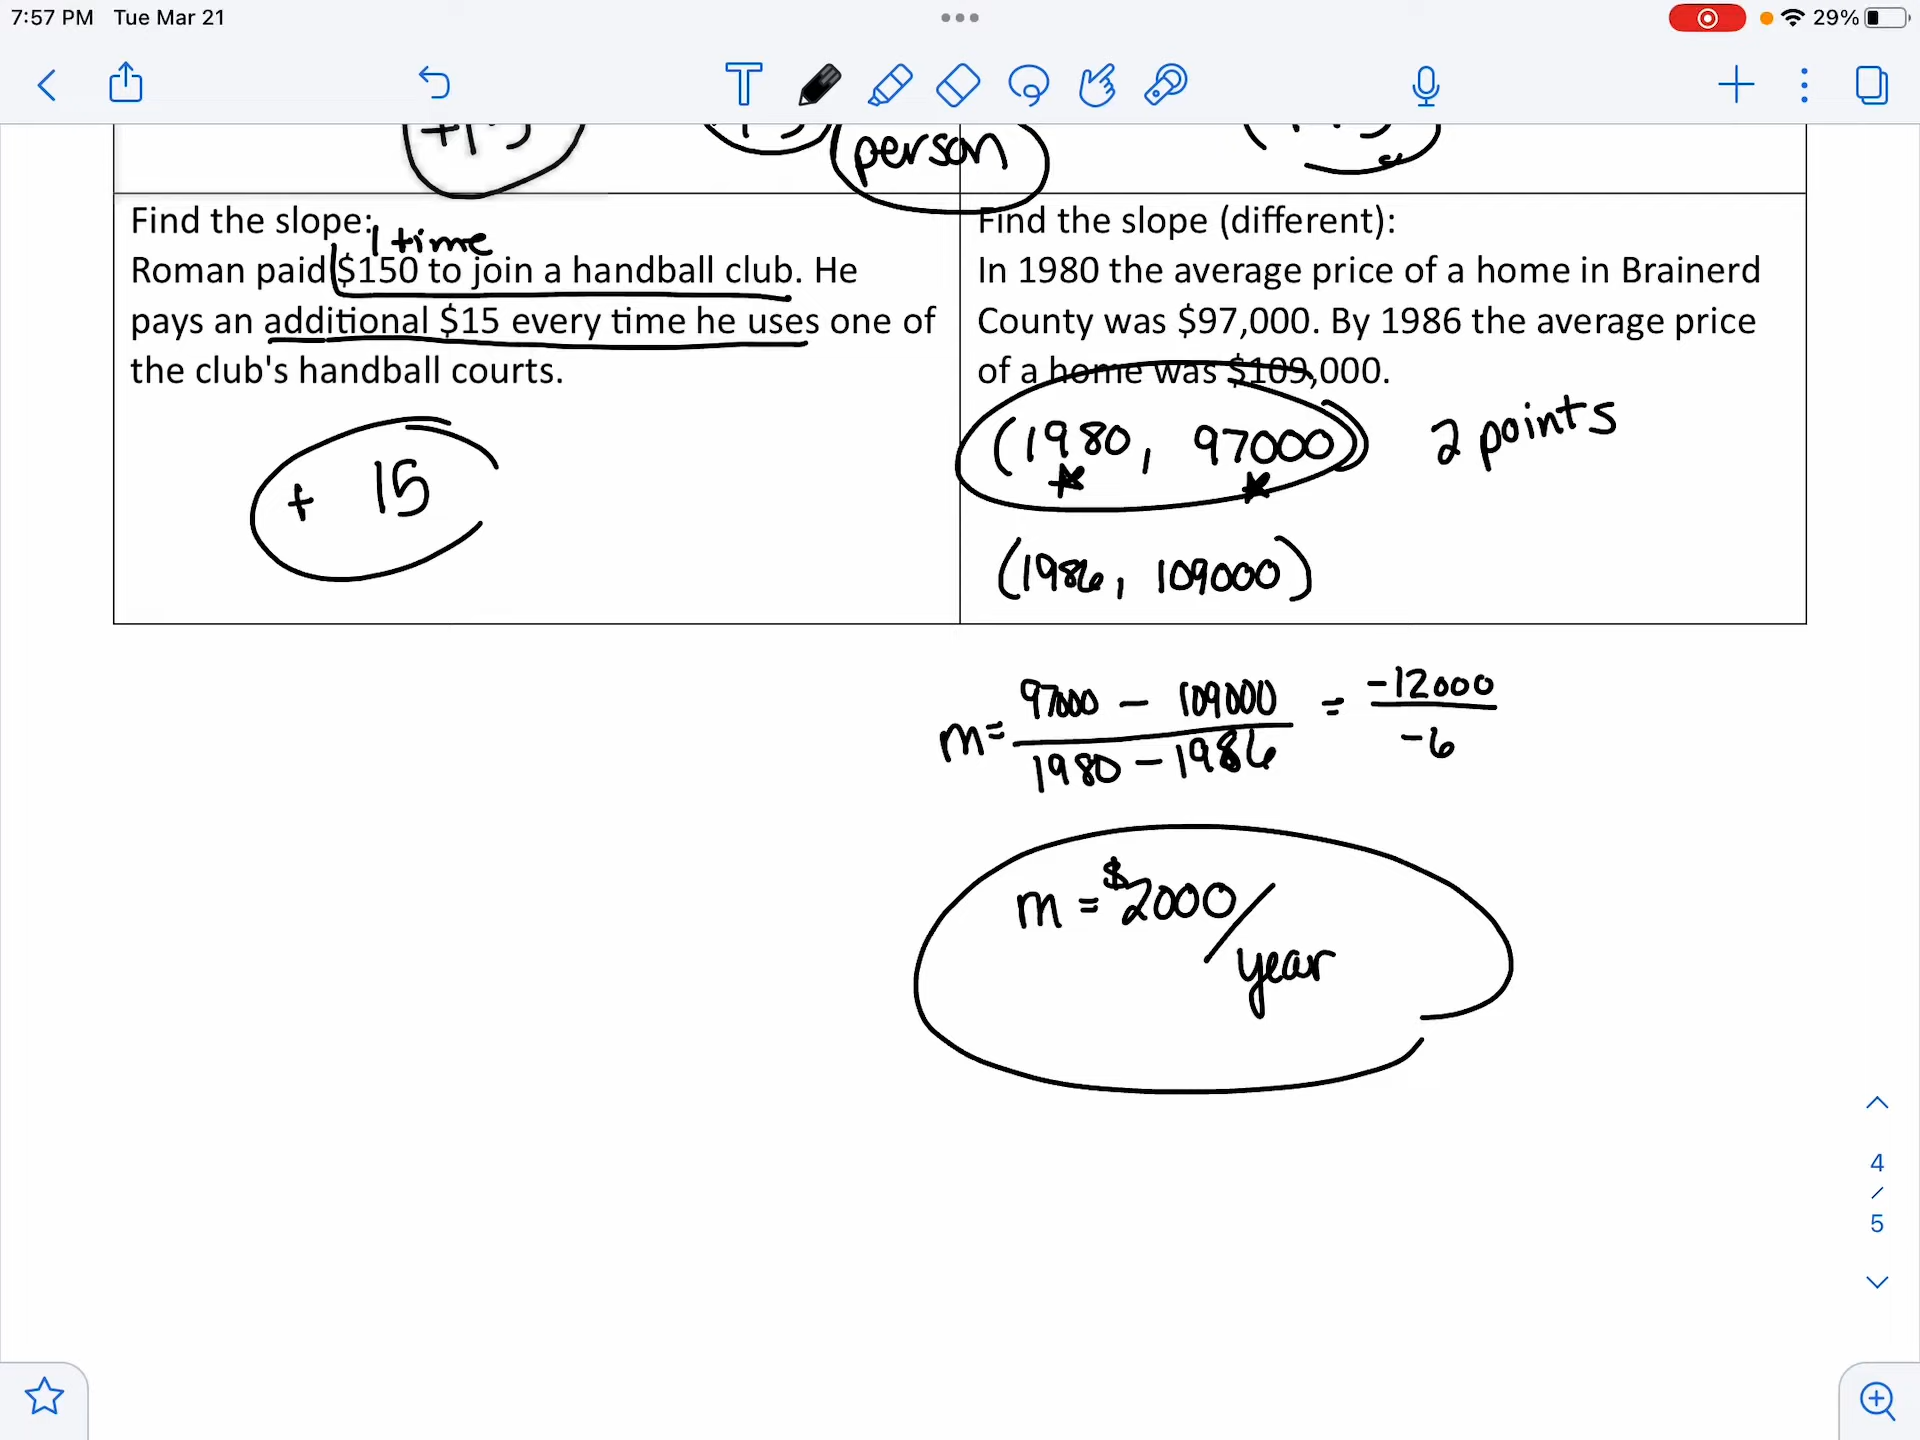 7:57 PM Tue Mar 21
29%
T
person
Find the slope:
1 time
Roman paid $150 to join a handball club. He
pays an additional $15 every time he uses one of
the club's handball courts.
+ 15
Find the slope (different):
In 1980 the average price of a home in Brainerd
County was $97,000. By 1986 the average price
of a home was $109,000.
(1980, 97000)
2 points
(1986, 109000)
m = 97000 - 109000 / 1980 - 1986 = -12000 / -6
m = $2000/
year
4
/
5